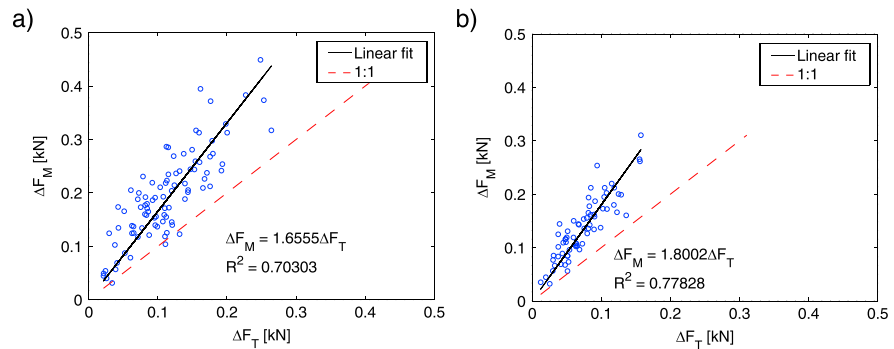 a)
0.5
0.4
0.3
0.2
0.1
0
0
0.1
0.2
0.3
0.4
0.5
ΔF_M [kN]
ΔF_T [kN]
Linear fit
1:1
ΔF_M = 1.6555ΔF_T
R² = 0.70303
b)
0.5
0.4
0.3
0.2
0.1
0
0
0.1
0.2
0.3
0.4
0.5
ΔF_M [kN]
ΔF_T [kN]
Linear fit
1:1
ΔF_M = 1.8002ΔF_T
R² = 0.77828